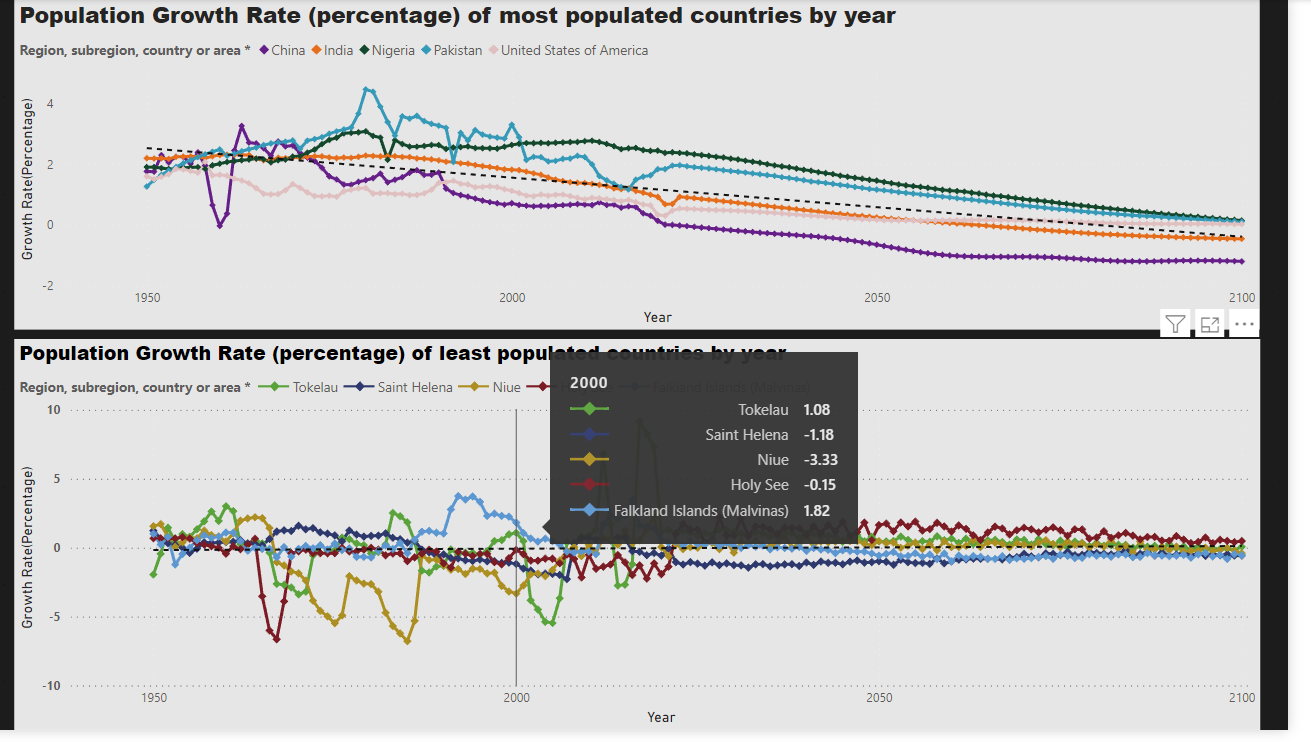 Population Growth Rate (percentage) of most populated countries by year
Region, subregion, country or area * China India Nigeria Pakistan United States of America
Growth Rate(Percentage)
4
2
0
-2
1950 2000 2050 2100
Year
Population Growth Rate (percentage) of least populated countries by year
Region, subregion, country or area * Tokelau Saint Helena Niue Falkland Islands (Malvinas)
Growth Rate(Percentage)
10
5
0
-5
-10
1950 2000 2050 2100
Year
2000
Tokelau 1.08
Saint Helena -1.18
Niue -3.33
Holy See -0.15
Falkland Islands (Malvinas) 1.82